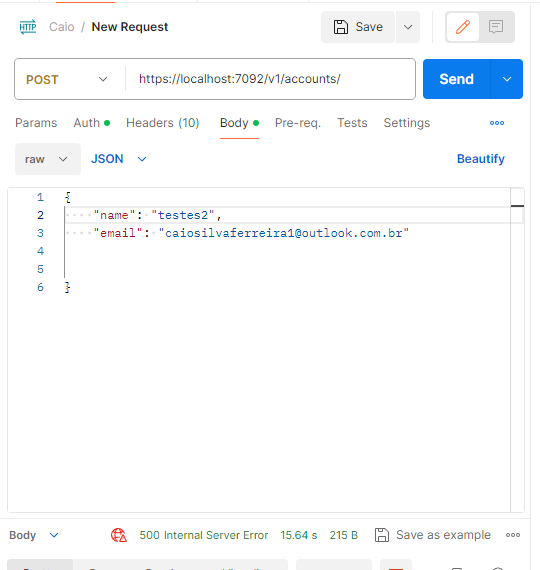 HTTP Caio / New Request Save
POST https://localhost:7092/v1/accounts/ Send
Params Auth Headers (10) Body Pre-req. Tests Settings
raw JSON Beautify
1 {
2 "name": "testes2",
3 "email": "caiosilvaferreira1@outlook.com.br"
4
5
6 }
Body 500 Internal Server Error 15.64 s 215 B Save as example